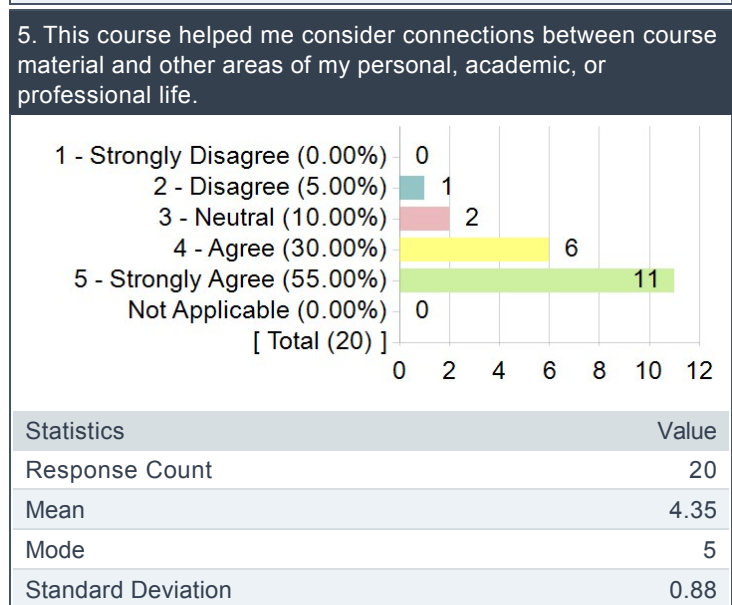 5. This course helped me consider connections between course
material and other areas of my personal, academic, or
professional life.
1 - Strongly Disagree (0.00%) 0
2 - Disagree (5.00%) 1
3 - Neutral (10.00%) 2
4 - Agree (30.00%) 6
5 - Strongly Agree (55.00%) 11
Not Applicable (0.00%) 0
[ Total (20) ]
0 2 4 6 8 10 12
Statistics Value
Response Count 20
Mean 4.35
Mode 5
Standard Deviation 0.88